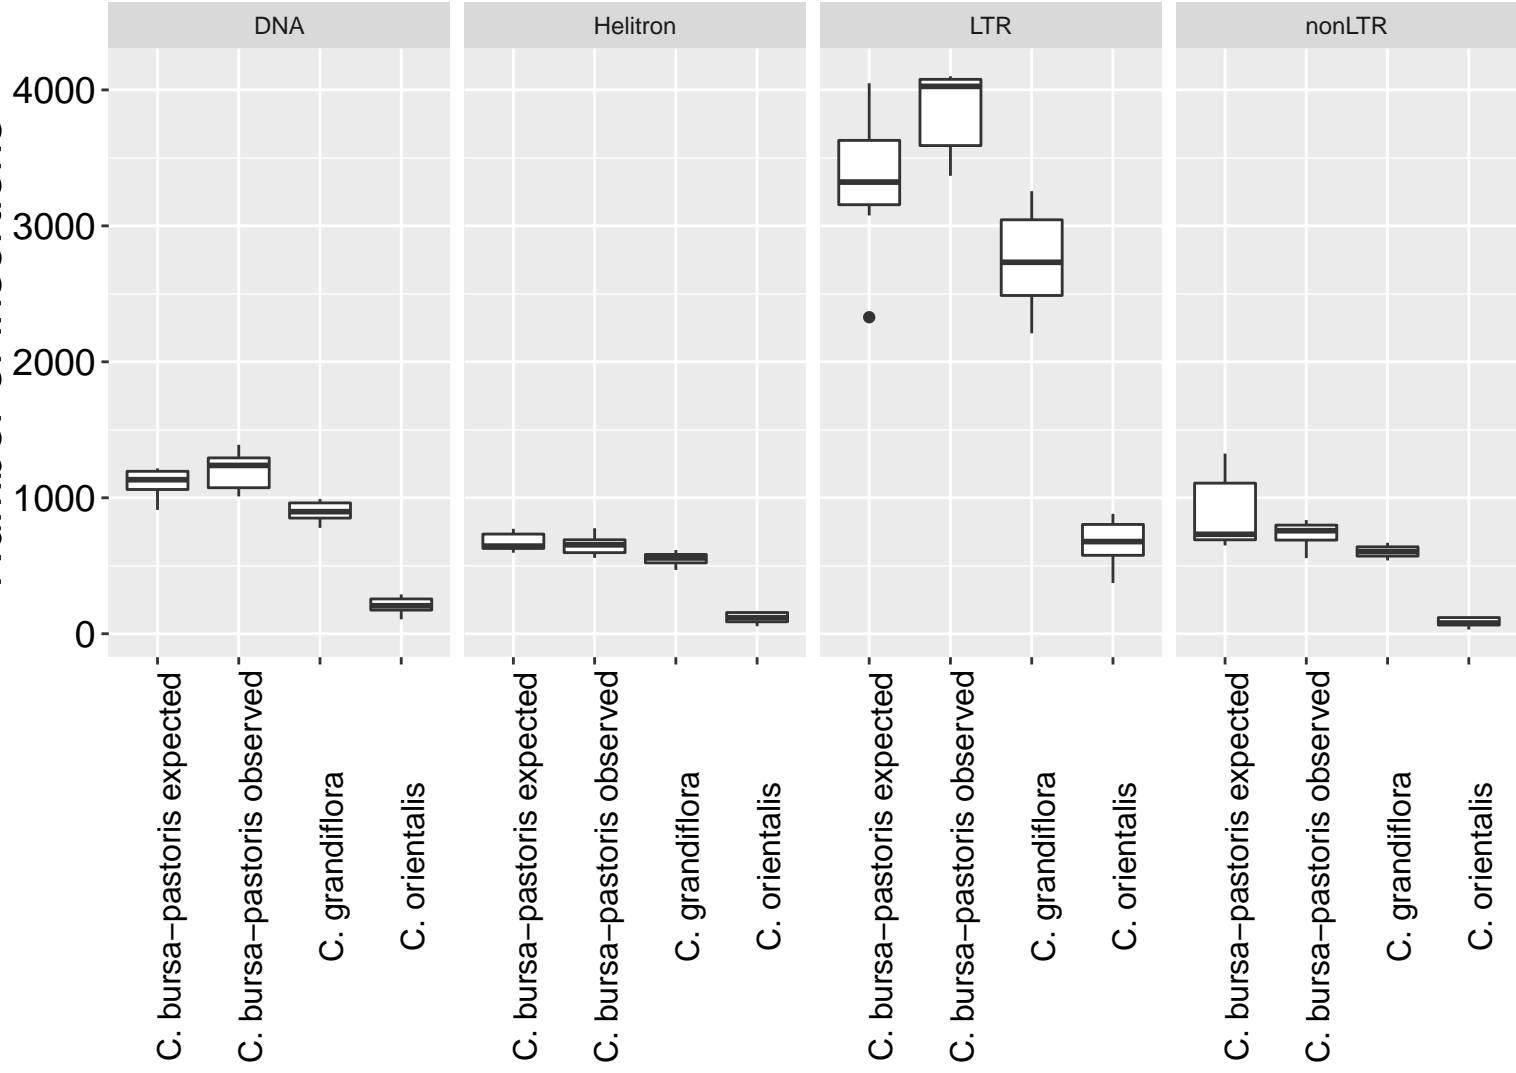 DNA
Helitron
LTR
nonLTR
4000
3000
2000
1000
0
C. bursa−pastoris expected
C. bursa−pastoris observed
C. grandiflora
C. orientalis
C. bursa−pastoris expected
C. bursa−pastoris observed
C. grandiflora
C. orientalis
C. bursa−pastoris expected
C. bursa−pastoris observed
C. grandiflora
C. orientalis
C. bursa−pastoris expected
C. bursa−pastoris observed
C. grandiflora
C. orientalis